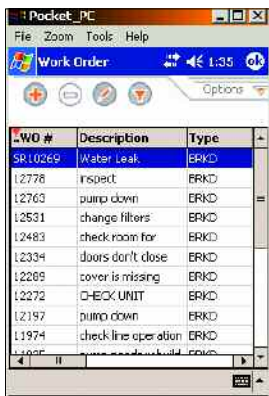 Pocket_PC
File Zoom Tools Help
Work Order 1:35 ok
Options
WO # Description Type
SR10269 Water Leak BRKD
12778 inspect BRKD
12763 pump down BRKD
12531 change filters BRKD
12483 check room for BRKD
12334 doors don't close BRKD
12289 cover is missing BRKD
12272 CHECK UNIT BRKD
12197 pump down BRKD
11974 check line operation BRKD
BRKD